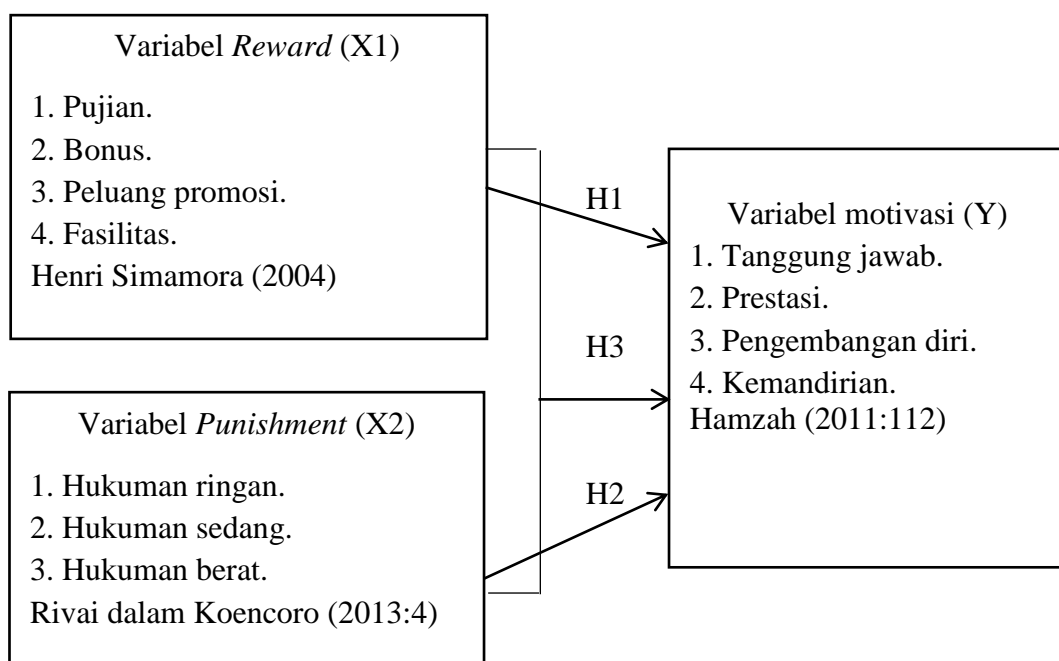 Variabel Reward (X1)
1. Pujian.
2. Bonus.
3. Peluang promosi.
4. Fasilitas.
Henri Simamora (2004)
H1
H3
H2
Variabel Punishment (X2)
1. Hukuman ringan.
2. Hukuman sedang.
3. Hukuman berat.
Rivai dalam Koencoro (2013:4)
Variabel motivasi (Y)
1. Tanggung jawab.
2. Prestasi.
3. Pengembangan diri.
4. Kemandirian.
Hamzah (2011:112)